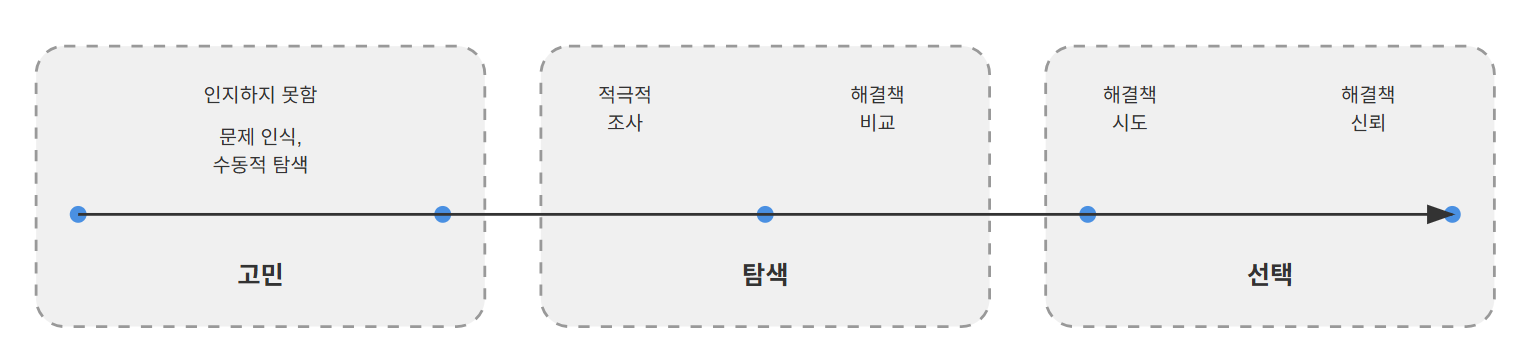 인지하지 못함
문제 인식,
수동적 탐색
고민
적극적
조사
해결책
비교
탐색
해결책
시도
해결책
신뢰
선택